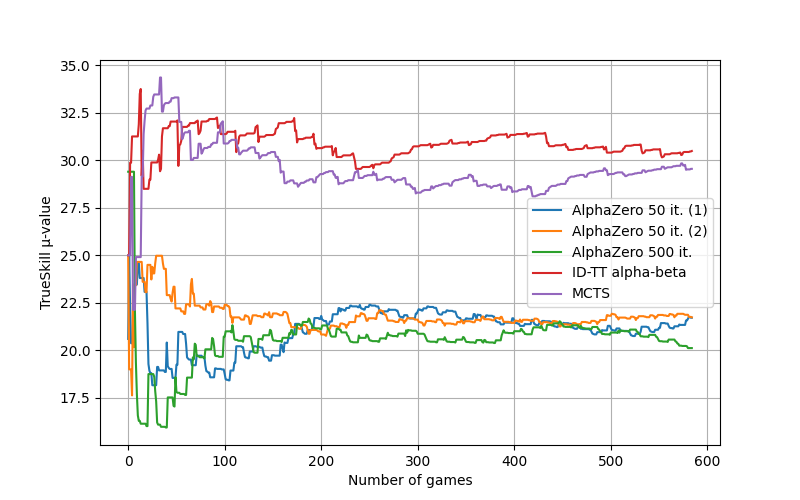 35.0
32.5
30.0
27.5
25.0
22.5
20.0
17.5
TrueSkill µ-value
AlphaZero 50 it. (1)
AlphaZero 50 it. (2)
AlphaZero 500 it.
ID-TT alpha-beta
MCTS
0 100 200 300 400 500 600
Number of games